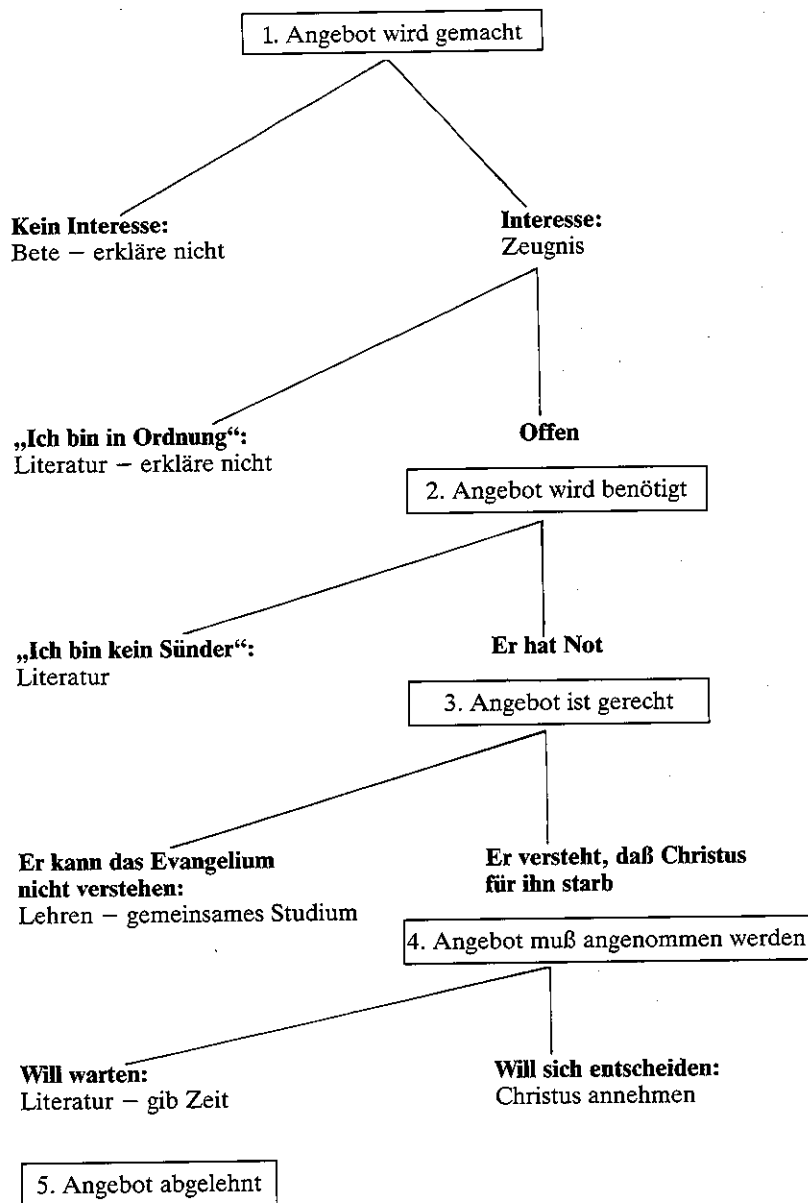 1. Angebot wird gemacht
Kein Interesse:
Bete – erkläre nicht
Interesse:
Zeugnis
„Ich bin in Ordnung“:
Literatur – erkläre nicht
Offen
2. Angebot wird benötigt
„Ich bin kein Sünder“:
Literatur
Er hat Not
3. Angebot ist gerecht
Er kann das Evangelium
nicht verstehen:
Lehren – gemeinsames Studium
Er versteht, daß Christus
für ihn starb
4. Angebot muß angenommen werden
Will warten:
Literatur – gib Zeit
Will sich entscheiden:
Christus annehmen
5. Angebot abgelehnt